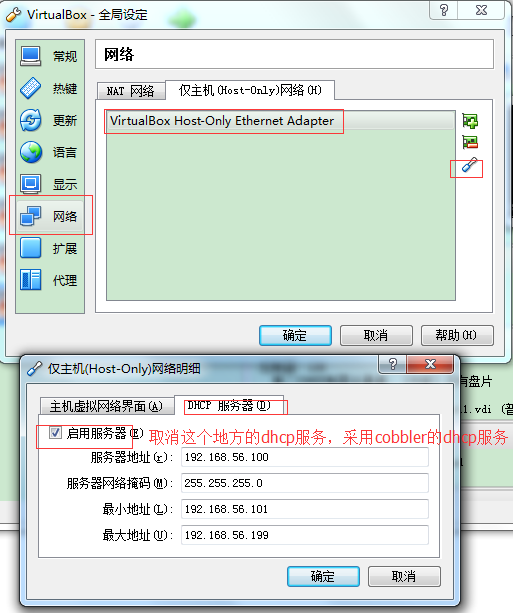 VirtualBox - 全局设定
常规
热键
更新
语言
显示
网络
扩展
代理
网络
NAT 网络
仅主机(Host-Only)网络(H)
VirtualBox Host-Only Ethernet Adapter
确定
取消
帮助(H)
仅主机(Host-Only)网络明细
有盘片
主机虚拟网络界面(A)
DHCP 服务器(D)
1.vdi (普
启用服务器(E)
取消这个地方的dhcp服务，采用cobbler的dhcp服务
服务器地址(r): 192.168.56.100
服务器网络掩码(M): 255.255.255.0
最小地址(L): 192.168.56.101
最大地址(U): 192.168.56.199
确定
取消